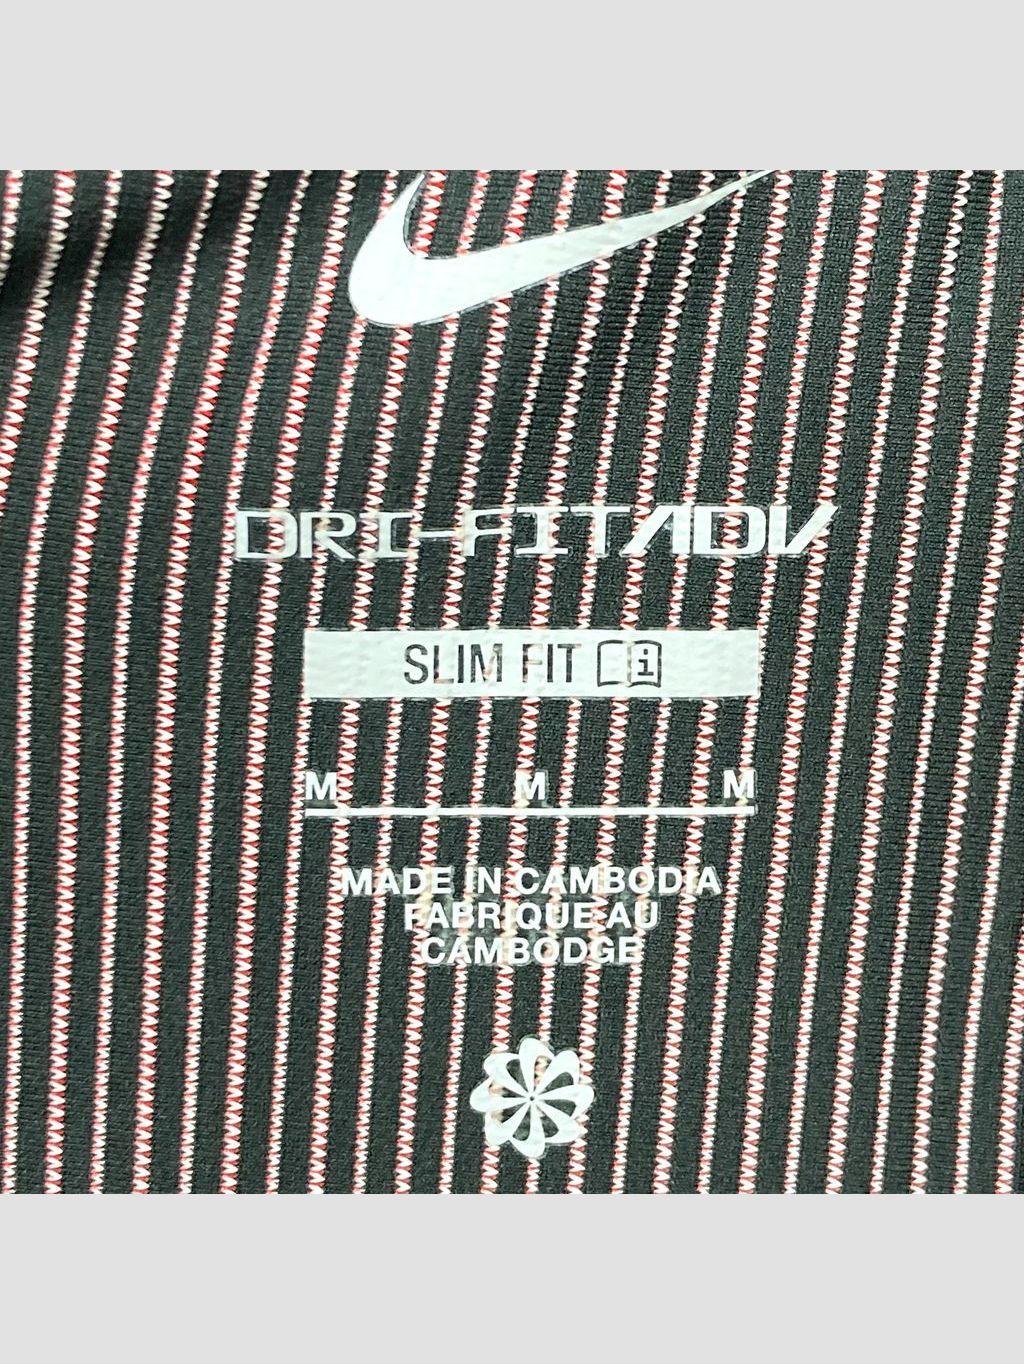 DRI-FIT ADV
SLIM FIT i
M M M
MADE IN CAMBODIA
FABRIQUE AU
CAMBODGE